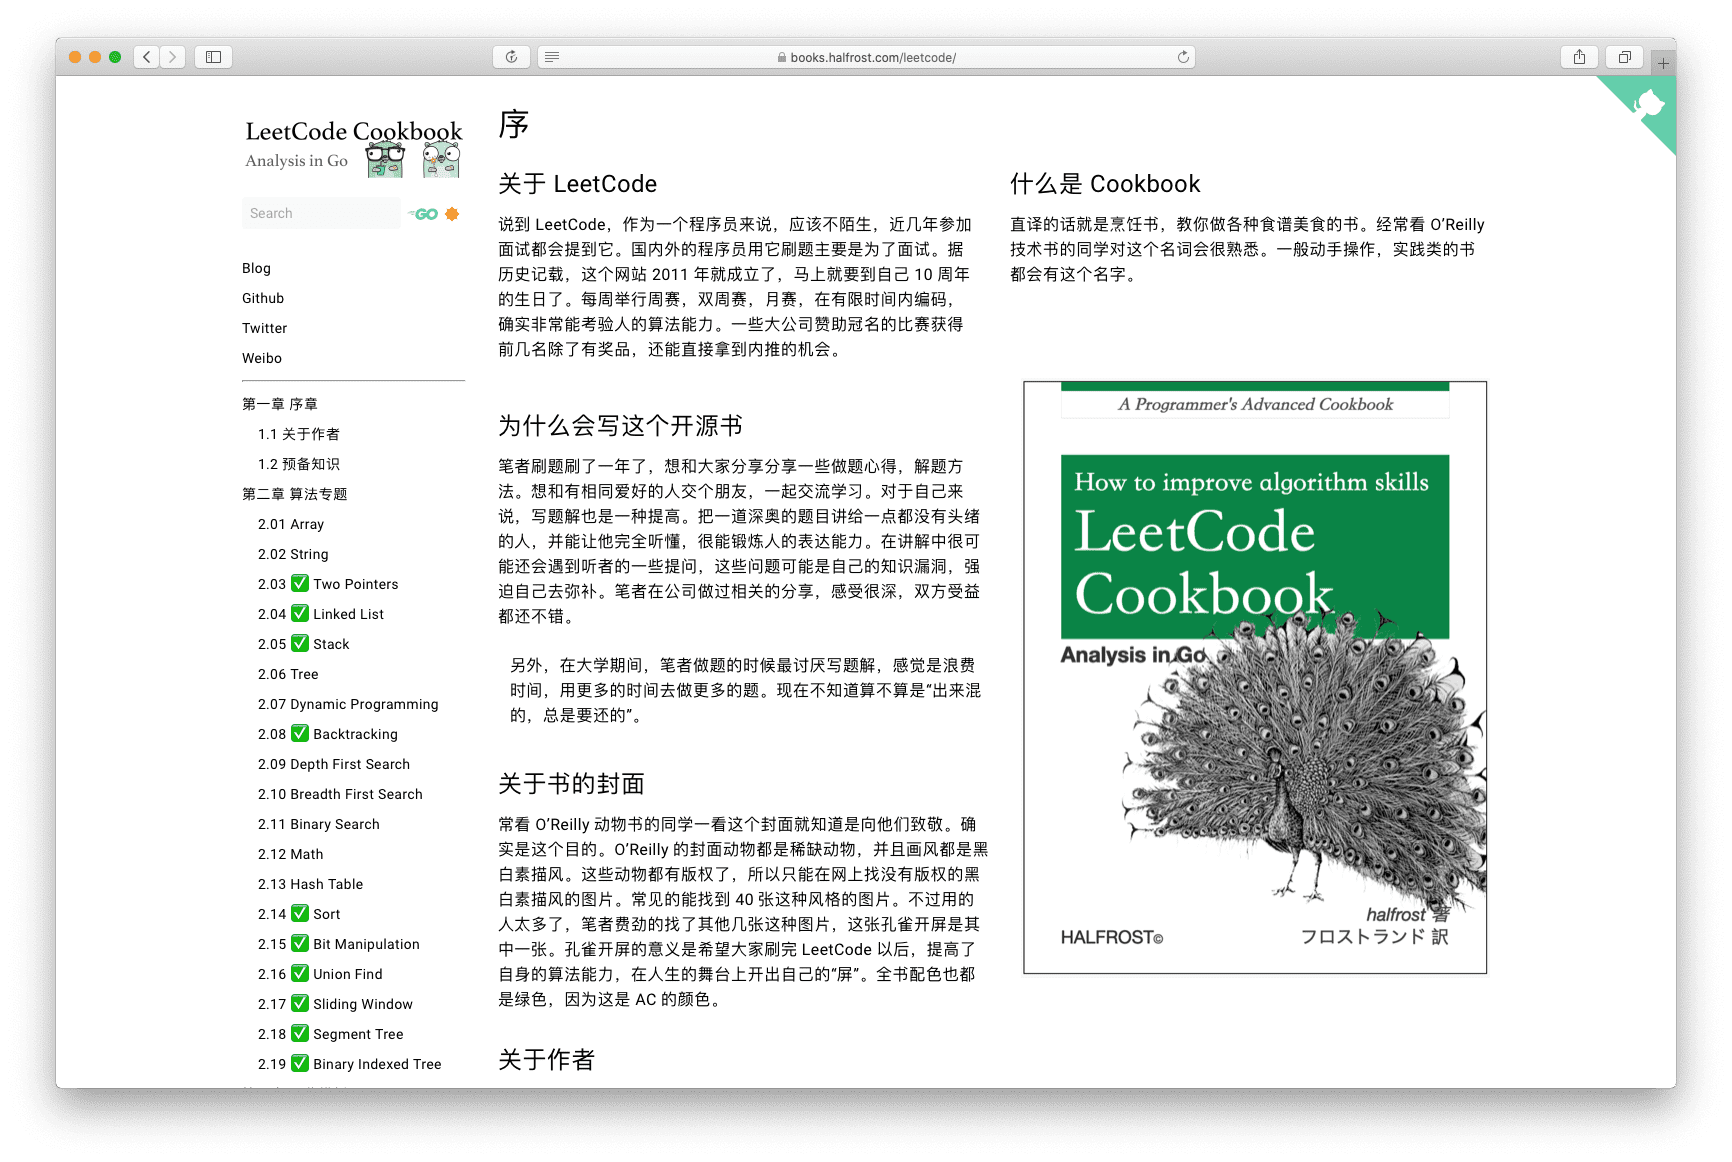 books.halfrost.com/leetcode/
LeetCode Cookbook
Analysis in Go
Search
GO
Blog
Github
Twitter
Weibo
第一章 序章
1.1 关于作者
1.2 预备知识
第二章 算法专题
2.01 Array
2.02 String
2.03 ✅ Two Pointers
2.04 ✅ Linked List
2.05 ✅ Stack
2.06 Tree
2.07 Dynamic Programming
2.08 ✅ Backtracking
2.09 Depth First Search
2.10 Breadth First Search
2.11 Binary Search
2.12 Math
2.13 Hash Table
2.14 ✅ Sort
2.15 ✅ Bit Manipulation
2.16 ✅ Union Find
2.17 ✅ Sliding Window
2.18 ✅ Segment Tree
2.19 ✅ Binary Indexed Tree
序
关于 LeetCode
说到 LeetCode，作为一个程序员来说，应该不陌生，近几年参加
面试都会提到它。国内外的程序员用它刷题主要是为了面试。据
历史记载，这个网站 2011 年就成立了，马上就要到自己 10 周年
的生日了。每周举行周赛，双周赛，月赛，在有限时间内编码，
确实非常能考验人的算法能力。一些大公司赞助冠名的比赛获得
前几名除了有奖品，还能直接拿到内推的机会。
为什么会写这个开源书
笔者刷题刷了一年了，想和大家分享分享一些做题心得，解题方
法。想和有相同爱好的人交个朋友，一起交流学习。对于自己来
说，写题解也是一种提高。把一道深奥的题目讲给一点都没有头绪
的人，并能让他完全听懂，很能锻炼人的表达能力。在讲解中很可
能还会遇到听者的一些提问，这些问题可能是自己的知识漏洞，强
迫自己去弥补。笔者在公司做过相关的分享，感受很深，双方受益
都还不错。
另外，在大学期间，笔者做题的时候最讨厌写题解，感觉是浪费
时间，用更多的时间去做更多的题。现在不知道算不算是“出来混
的，总是要还的”。
关于书的封面
常看 O’Reilly 动物书的同学一看这个封面就知道是向他们致敬。确
实是这个目的。O’Reilly 的封面动物都是稀缺动物，并且画风都是黑
白素描风。这些动物都有版权了，所以只能在网上找没有版权的黑
白素描风的图片。常见的能找到 40 张这种风格的图片。不过用的
人太多了，笔者费劲的找了其他几张这种图片，这张孔雀开屏是其
中一张。孔雀开屏的意义是希望大家刷完 LeetCode 以后，提高了
自身的算法能力，在人生的舞台上开出自己的“屏”。全书配色也都
是绿色，因为这是 AC 的颜色。
关于作者
什么是 Cookbook
直译的话就是烹饪书，教你做各种食谱美食的书。经常看 O’Reilly
技术书的同学对这个名词会很熟悉。一般动手操作，实践类的书
都会有这个名字。
A Programmer's Advanced Cookbook
How to improve algorithm skills
LeetCode
Cookbook
Analysis in Go
halfrost 著
HALFROST©
フロストランド 訳